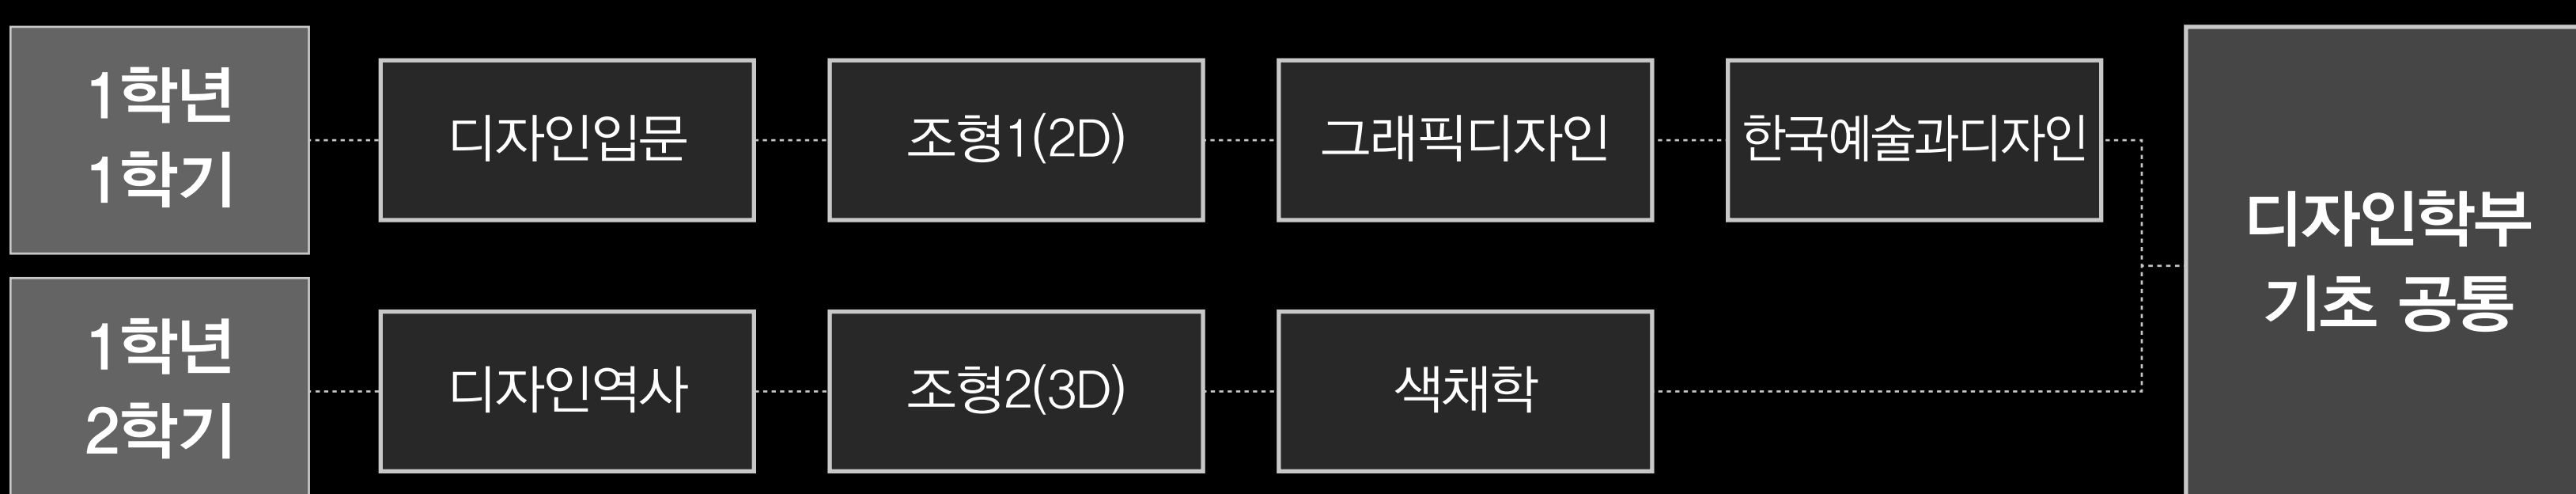 1학년
1학기
디자인입문
조형1(2D)
그래픽디자인
한국예술과디자인
1학년
2학기
디자인역사
조형2(3D)
색채학
디자인학부
기초 공통